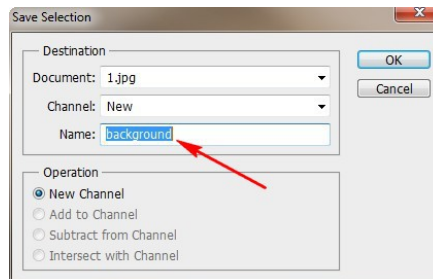 Save Selection
Destination
Document: 1.jpg
Channel: New
Name: background
OK
Cancel
Operation
New Channel
Add to Channel
Subtract from Channel
Intersect with Channel